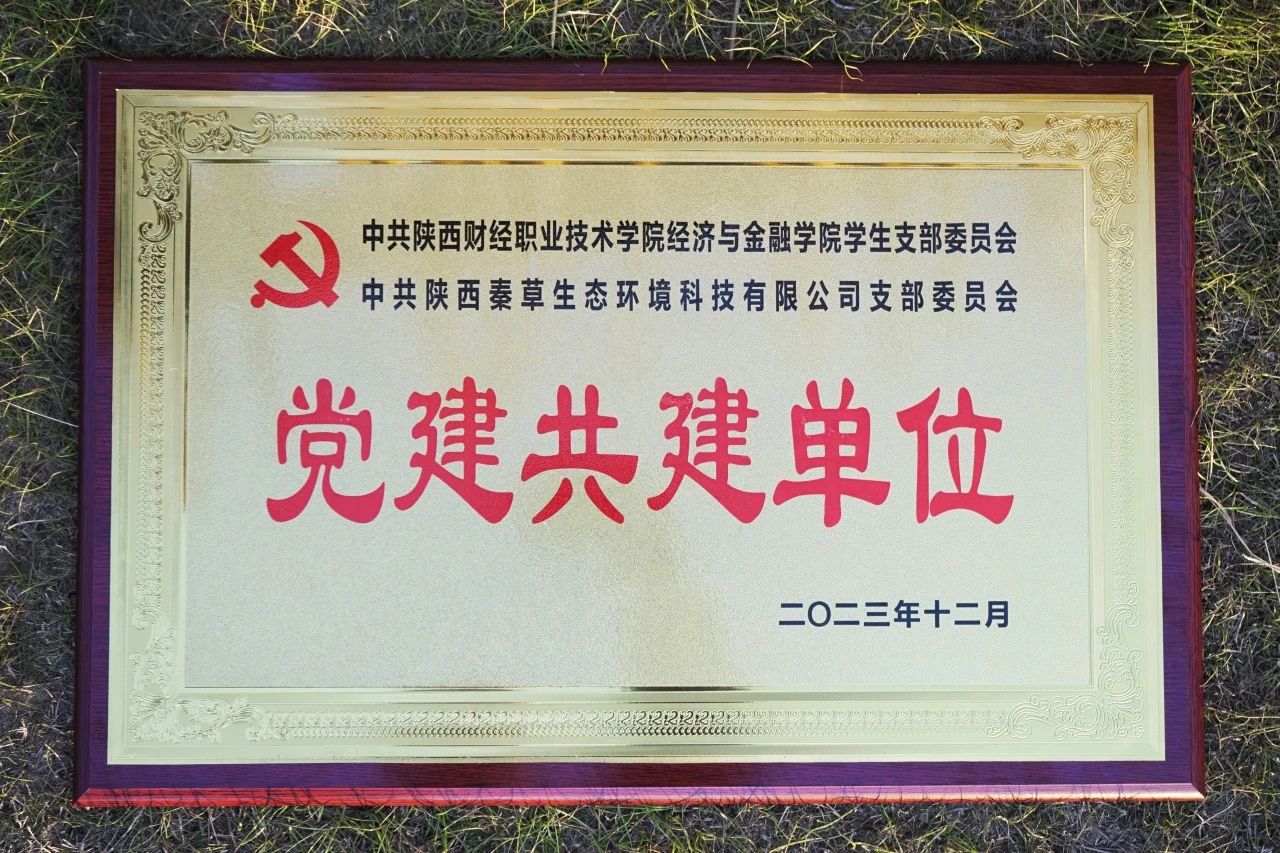 中共陕西财经职业技术学院经济与金融学院学生支部委员会
中共陕西秦草生态环境科技有限公司支部委员会
党建共建单位
二〇二三年十二月